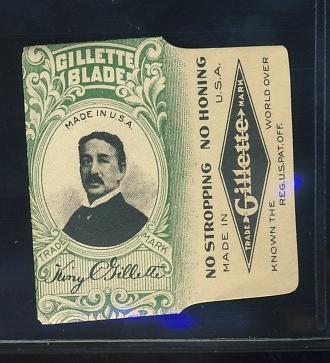 GILLETTE
BLADE
MADE IN U.S.A.
TRADE MARK
King C Gillette
NO STROPPING NO HONING
MADE IN U.S.A.
TRADE Gillette MARK
KNOWN THE WORLD OVER
REG.U.S.PAT.OFF.